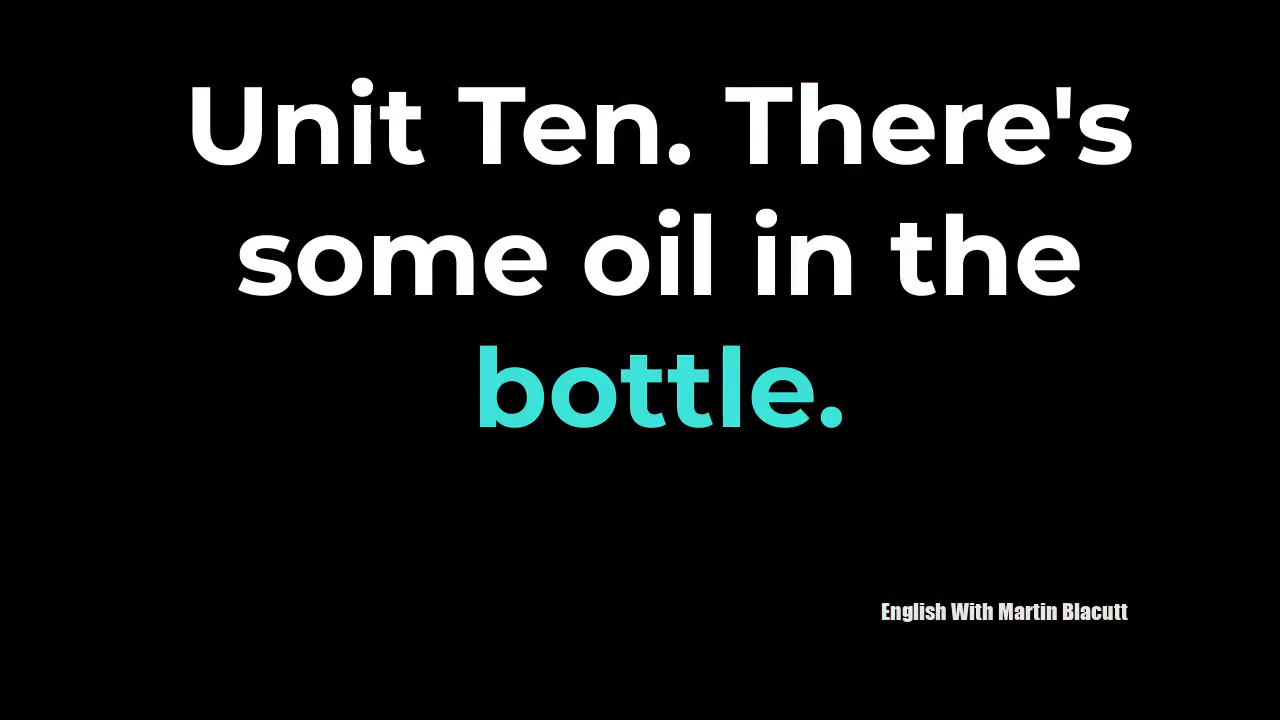 Unit Ten. There's
some oil in the
bottle.
English With Martin Blacutt